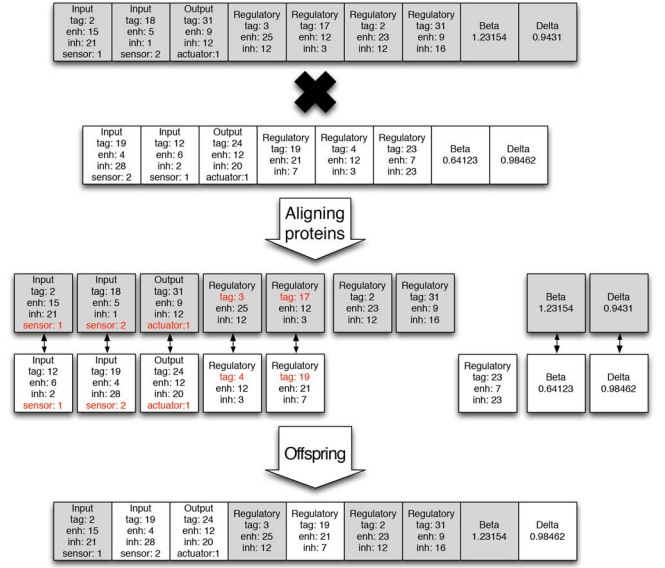 Input
tag: 2
enh: 15
inh: 21
sensor: 1
Input
tag: 18
enh: 5
inh: 1
sensor: 2
Output
tag: 31
enh: 9
inh: 12
actuator:1
Regulatory
tag: 3
enh: 25
inh: 12
Regulatory
tag: 17
enh: 12
inh: 3
Regulatory
tag: 2
enh: 23
inh: 12
Regulatory
tag: 31
enh: 9
inh: 16
Beta
1.23154
Delta
0.9431
Input
tag: 19
enh: 4
inh: 28
sensor: 2
Input
tag: 12
enh: 6
inh: 2
sensor: 1
Output
tag: 24
enh: 12
inh: 20
actuator:1
Regulatory
tag: 19
enh: 21
inh: 7
Regulatory
tag: 4
enh: 12
inh: 3
Regulatory
tag: 23
enh: 7
inh: 23
Beta
0.64123
Delta
0.98462
Aligning
proteins
Input
tag: 2
enh: 15
inh: 21
sensor: 1
Input
tag: 18
enh: 5
inh: 1
sensor: 2
Output
tag: 31
enh: 9
inh: 12
actuator:1
Regulatory
tag: 3
enh: 25
inh: 12
Regulatory
tag: 17
enh: 12
inh: 3
Regulatory
tag: 2
enh: 23
inh: 12
Regulatory
tag: 31
enh: 9
inh: 16
Beta
1.23154
Delta
0.9431
Input
tag: 12
enh: 6
inh: 2
sensor: 1
Input
tag: 19
enh: 4
inh: 28
sensor: 2
Output
tag: 24
enh: 12
inh: 20
actuator:1
Regulatory
tag: 4
enh: 12
inh: 3
Regulatory
tag: 19
enh: 21
inh: 7
Regulatory
tag: 23
enh: 7
inh: 23
Beta
0.64123
Delta
0.98462
Offspring
Input
tag: 2
enh: 15
inh: 21
sensor: 1
Input
tag: 19
enh: 4
inh: 28
sensor: 2
Output
tag: 24
enh: 12
inh: 20
actuator:1
Regulatory
tag: 3
enh: 25
inh: 12
Regulatory
tag: 19
enh: 21
inh: 7
Regulatory
tag: 2
enh: 23
inh: 12
Regulatory
tag: 31
enh: 9
inh: 16
Beta
1.23154
Delta
0.98462